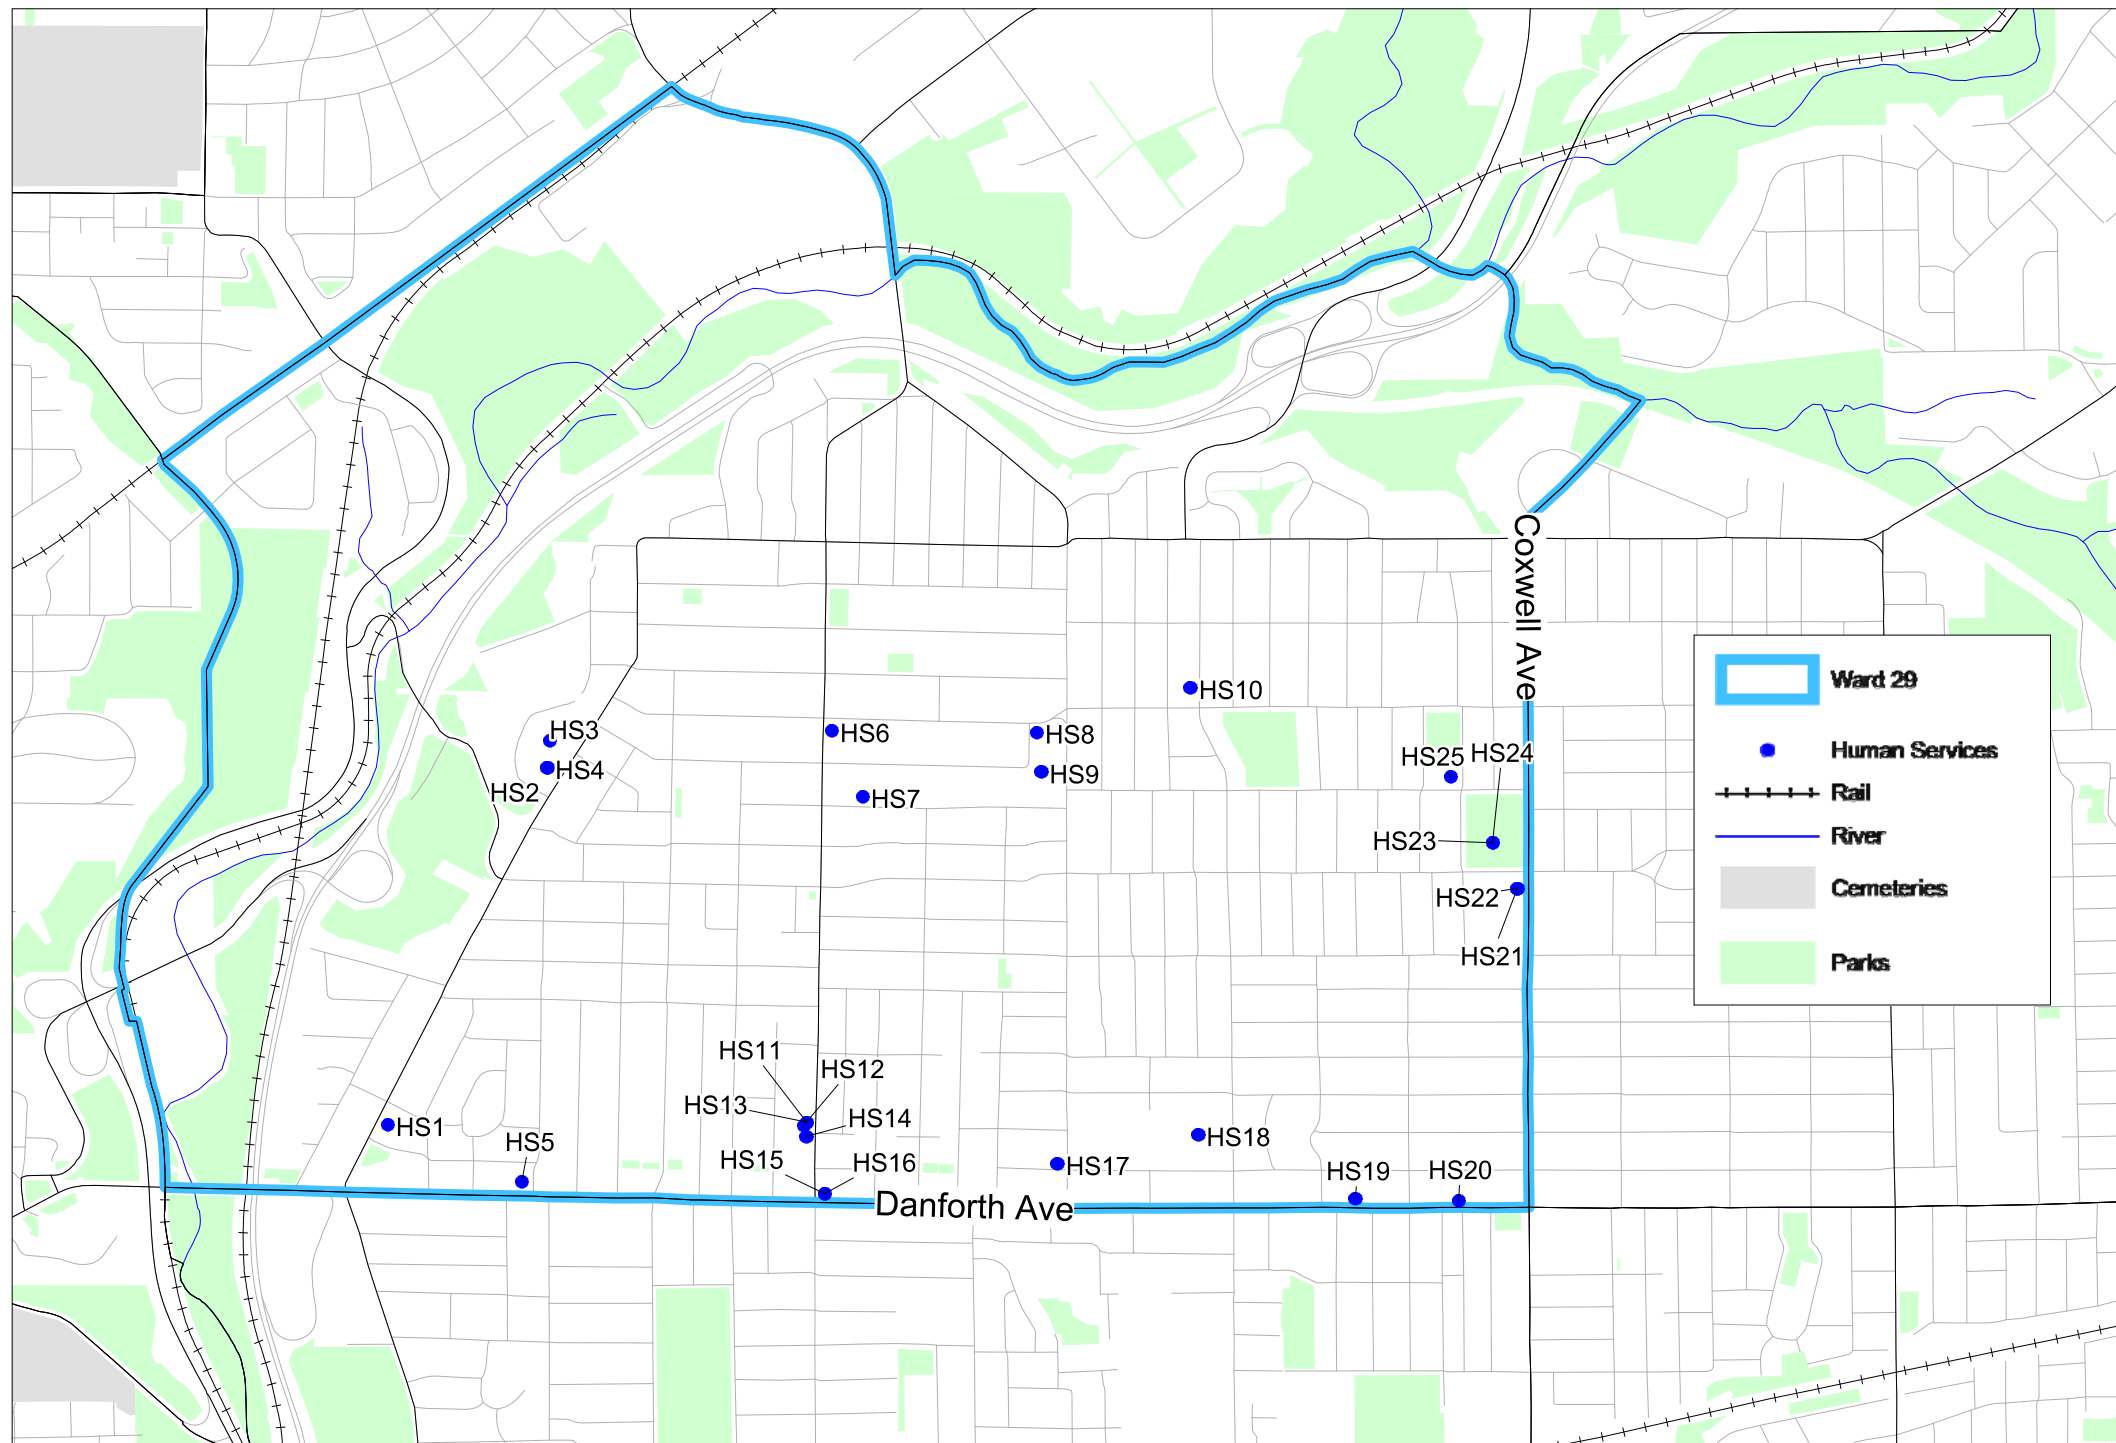 Coxwell Ave
Ward 29
HS10
HS3
HS6
HS8
Human Services
HS25
HS24
HS4
HS9
HS2
HS7
Rail
River
HS23
Cemeteries
HS22
HS21
Parks
HS11
HS12
HS13
HS14
HS1
HS5
HS18
HS15
HS16
HS17
HS19
HS20
Danforth Ave